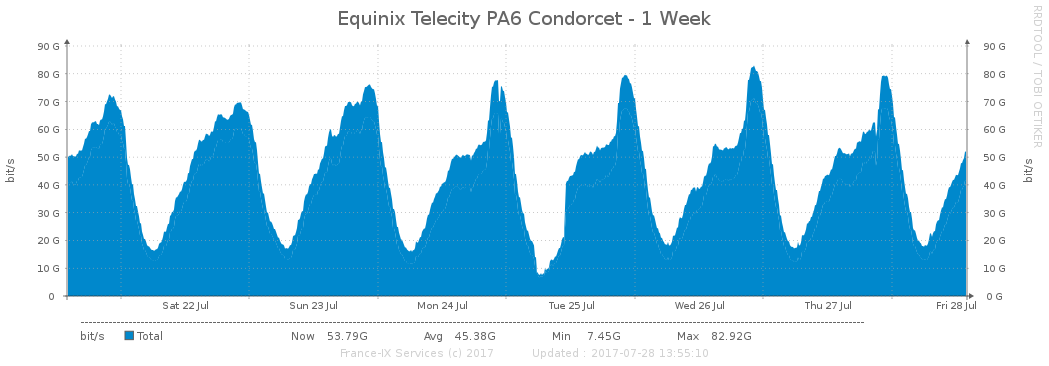 Equinix Telecity PA6 Condorcet - 1 Week
RRDTOOL / TOBI OETIKER
90 G 90 G
80 G 80 G
70 G 70 G
60 G 60 G
50 G 50 G
40 G 40 G
30 G 30 G
20 G 20 G
10 G 10 G
0 0 G
bit/s
bit/s
Sat 22 Jul Sun 23 Jul Mon 24 Jul Tue 25 Jul Wed 26 Jul Thu 27 Jul Fri 28 Jul
bit/s Total Now 53.79G Avg 45.38G Min 7.45G Max 82.92G
France-IX Services (c) 2017 Updated : 2017-07-28 13:55:10